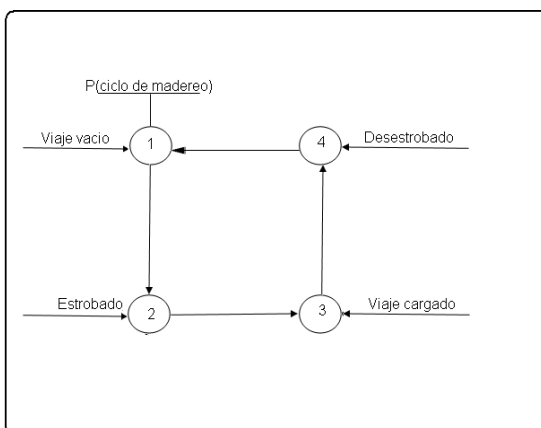 P(ciclo de madereo)
Viaje vacio
1
4
Desestrobado
Estrobado
2
3
Viaje cargado